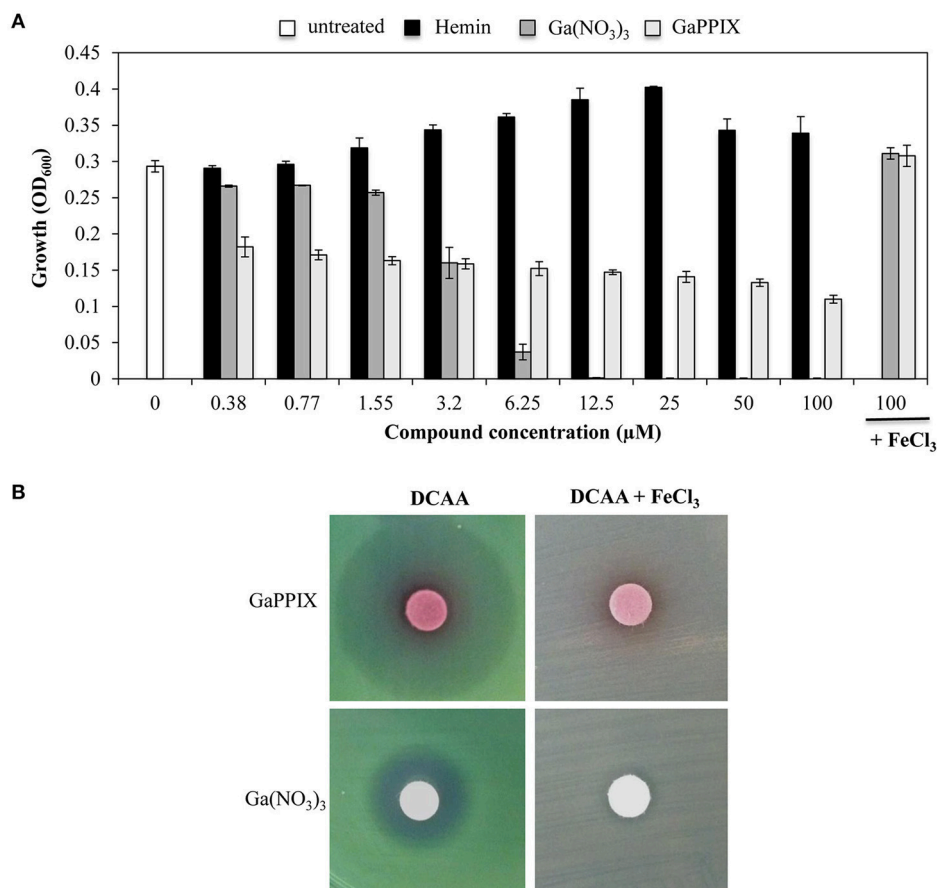 A
untreated Hemin Ga(NO3)3 GaPPIX
Growth (OD600)
0.45
0.4
0.35
0.3
0.25
0.2
0.15
0.1
0.05
0
0 0.38 0.77 1.55 3.2 6.25 12.5 25 50 100 100
Compound concentration (µM)
+ FeCl3
B
DCAA DCAA + FeCl3
GaPPIX
Ga(NO3)3